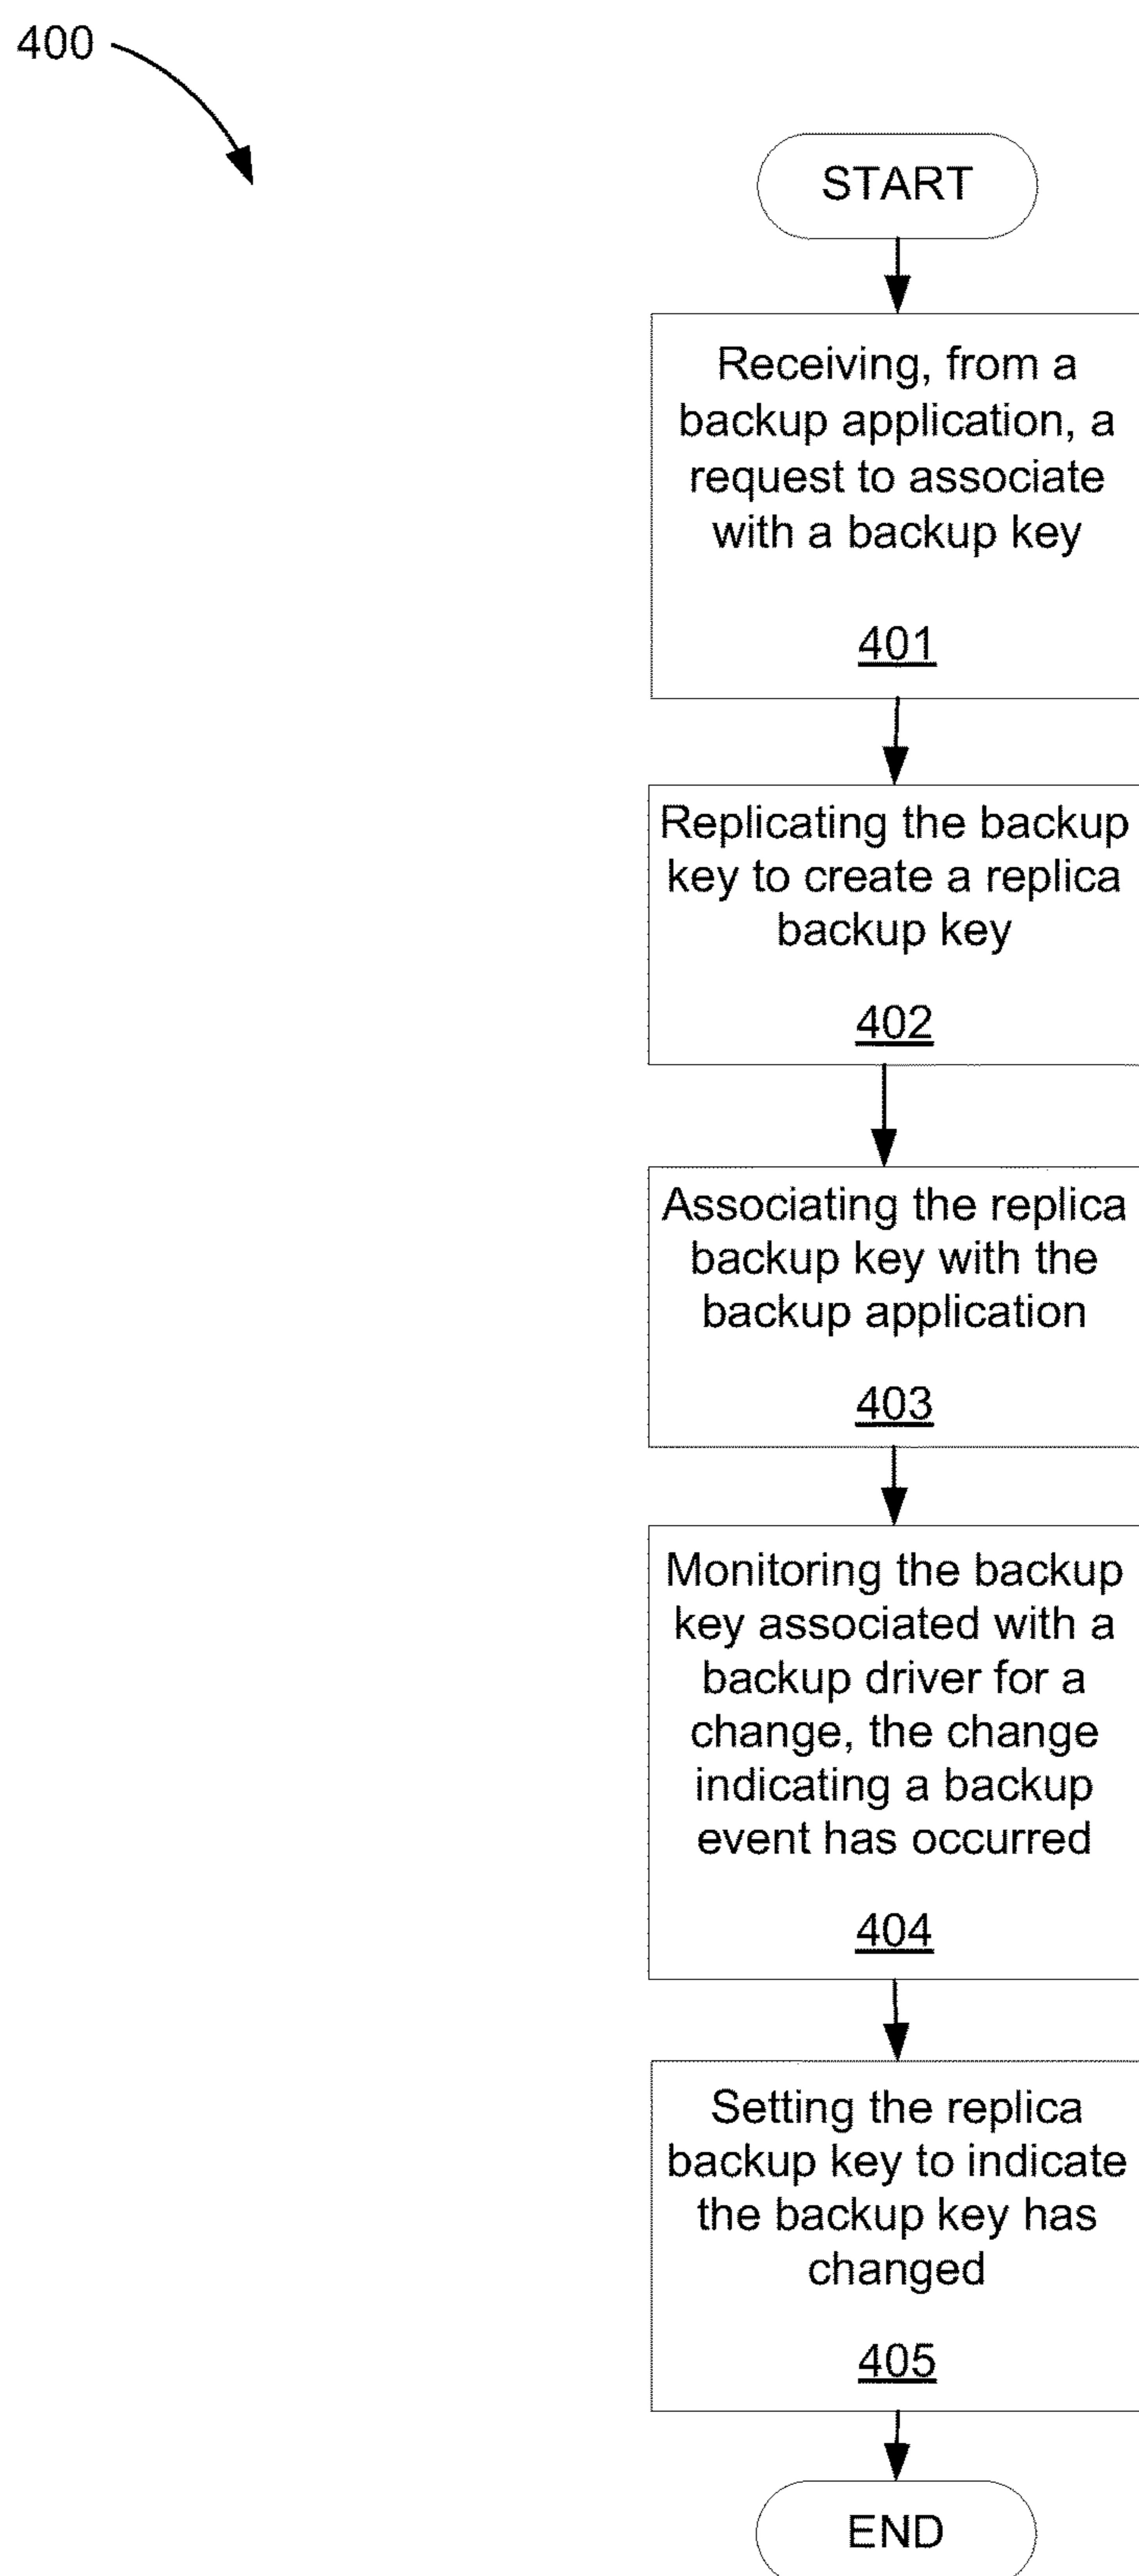 400
START
Receiving, from a
backup application, a
request to associate
with a backup key
401
Replicating the backup
key to create a replica
backup key
402
Associating the replica
backup key with the
backup application
403
Monitoring the backup
key associated with a
backup driver for a
change, the change
indicating a backup
event has occurred
404
Setting the replica
backup key to indicate
the backup key has
changed
405
END